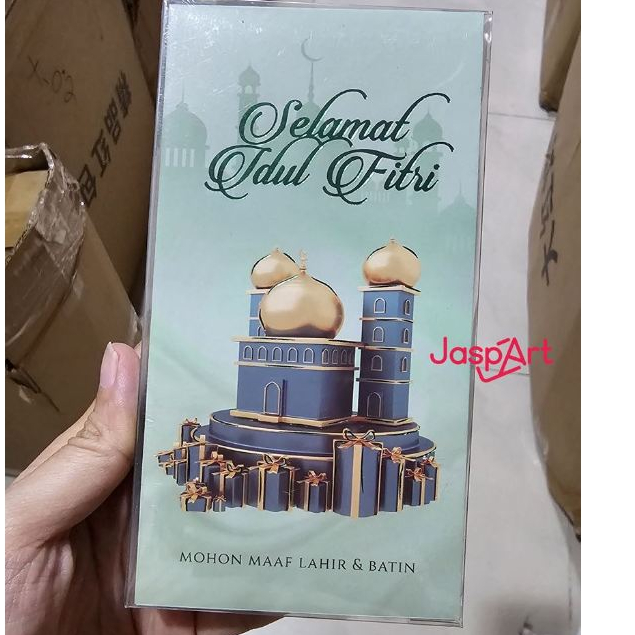 Selamat
Idul Fitri
JaspArt
MOHON MAAF LAHIR & BATIN